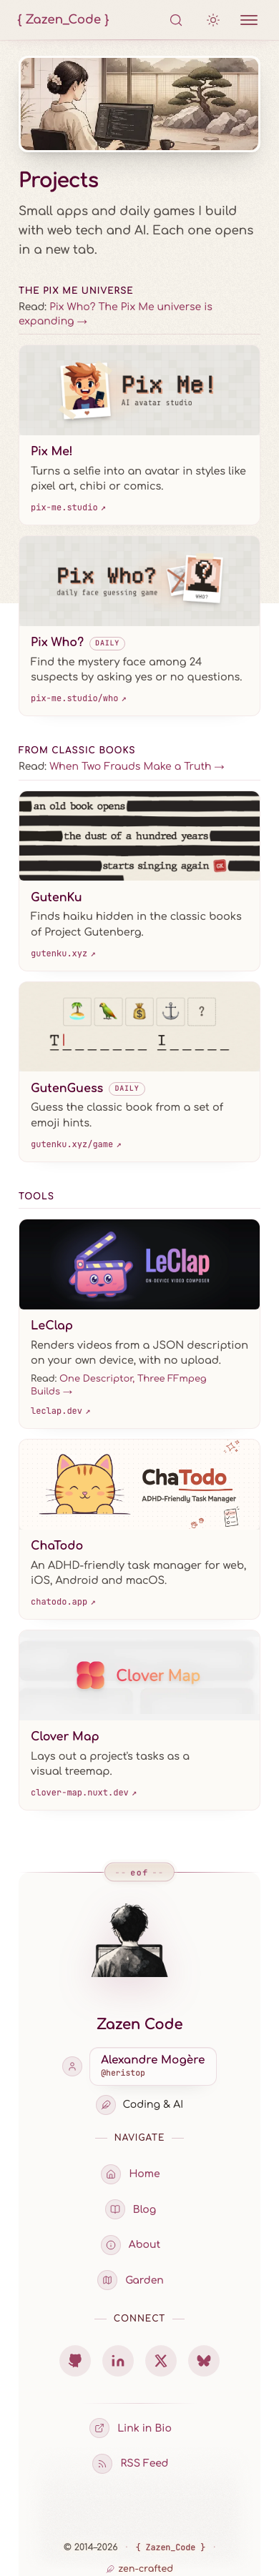 { Zazen_Code }
Projects
Small apps and daily games I build
with web tech and AI. Each one opens
in a new tab.
THE PIX ME UNIVERSE
Read: Pix Who? The Pix Me universe is
expanding →
Pix Me!
AI avatar studio
Pix Me!
Turns a selfie into an avatar in styles like
pixel art, chibi or comics.
pix-me.studio ↗
Pix Who?
daily face guessing game
WHO?
Pix Who? DAILY
Find the mystery face among 24
suspects by asking yes or no questions.
pix-me.studio/who ↗
FROM CLASSIC BOOKS
Read: When Two Frauds Make a Truth →
an old book opens
the dust of a hundred years
starts singing again
GutenKu
Finds haiku hidden in the classic books
of Project Gutenberg.
gutenku.xyz ↗
?
T I
GutenGuess DAILY
Guess the classic book from a set of
emoji hints.
gutenku.xyz/game ↗
TOOLS
LeClap
ON-DEVICE VIDEO COMPOSER
LeClap
Renders videos from a JSON description
on your own device, with no upload.
Read: One Descriptor, Three FFmpeg
Builds →
leclap.dev ↗
ChaTodo
ADHD-Friendly Task Manager
ChaTodo
An ADHD-friendly task manager for web,
iOS, Android and macOS.
chatodo.app ↗
Clover Map
Clover Map
Lays out a project's tasks as a
visual treemap.
clover-map.nuxt.dev ↗
-- eof --
Zazen Code
Alexandre Mogère
@heristop
Coding & AI
NAVIGATE
Home
Blog
About
Garden
CONNECT
Link in Bio
RSS Feed
© 2014–2026 · { Zazen_Code } ·
zen-crafted